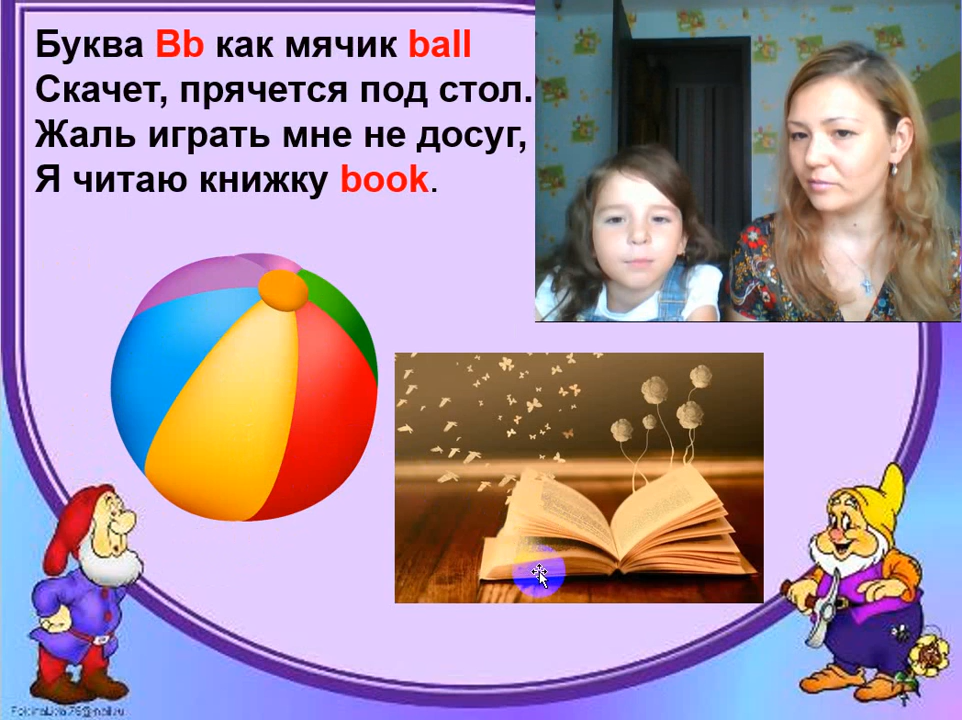 Буква Bb как мячик ball
Скачет, прячется под стол.
Жаль играть мне не досуг,
Я читаю книжку book.